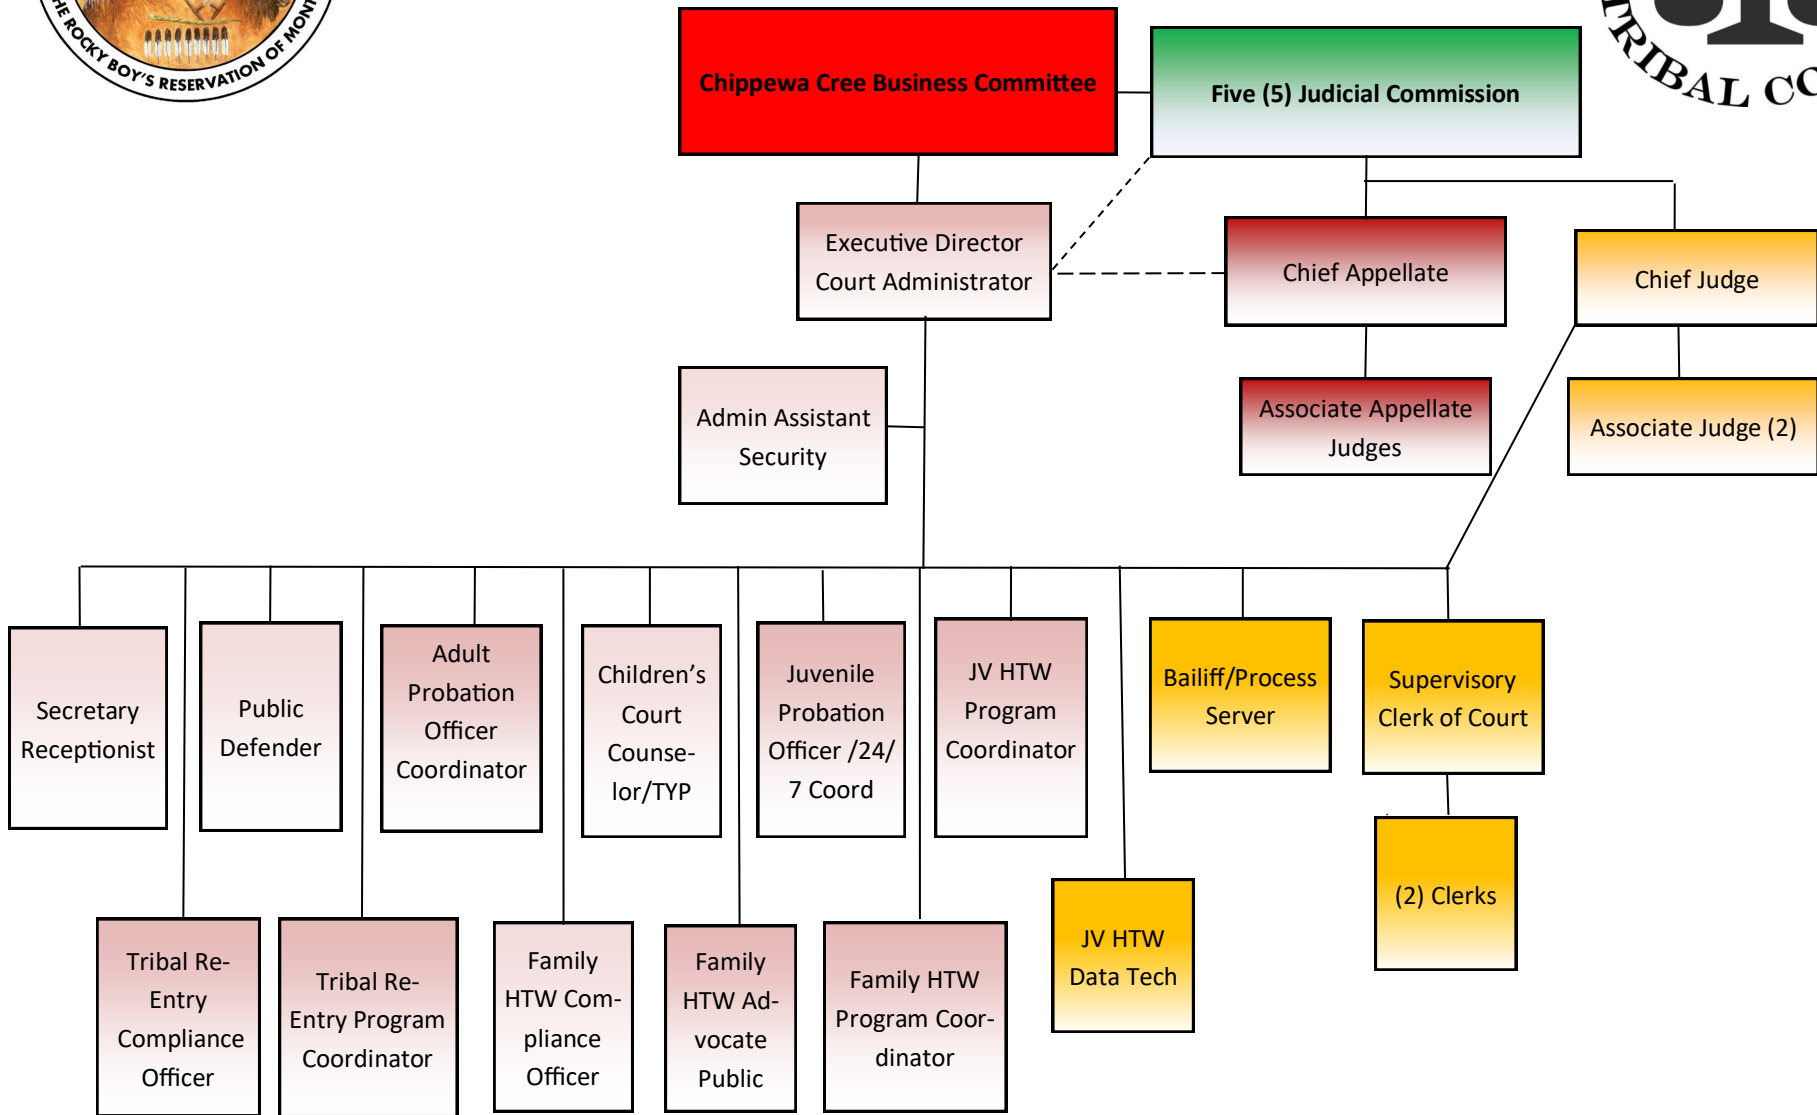 THE ROCKY BOY'S RESERVATION OF
TRIBAL
Chippewa Cree Business Committee
Five (5) Judicial Commission
Executive Director
Court Administrator
Chief Appellate
Chief Judge
Admin Assistant
Security
Associate Appellate
Judges
Associate Judge (2)
Secretary
Receptionist
Public
Defender
Adult
Probation
Officer
Coordinator
Children's
Court
Counse-
lor/TYP
Juvenile
Probation
Officer /24/
7 Coord
JV HTW
Program
Coordinator
Bailiff/Process
Server
Supervisory
Clerk of Court
Tribal Re-
Entry
Compliance
Officer
Tribal Re-
Entry Program
Coordinator
Family
HTW Com-
pliance
Officer
Family
HTW Ad-
vocate
Public
Family HTW
Program Coor-
dinator
JV HTW
Data Tech
(2) Clerks